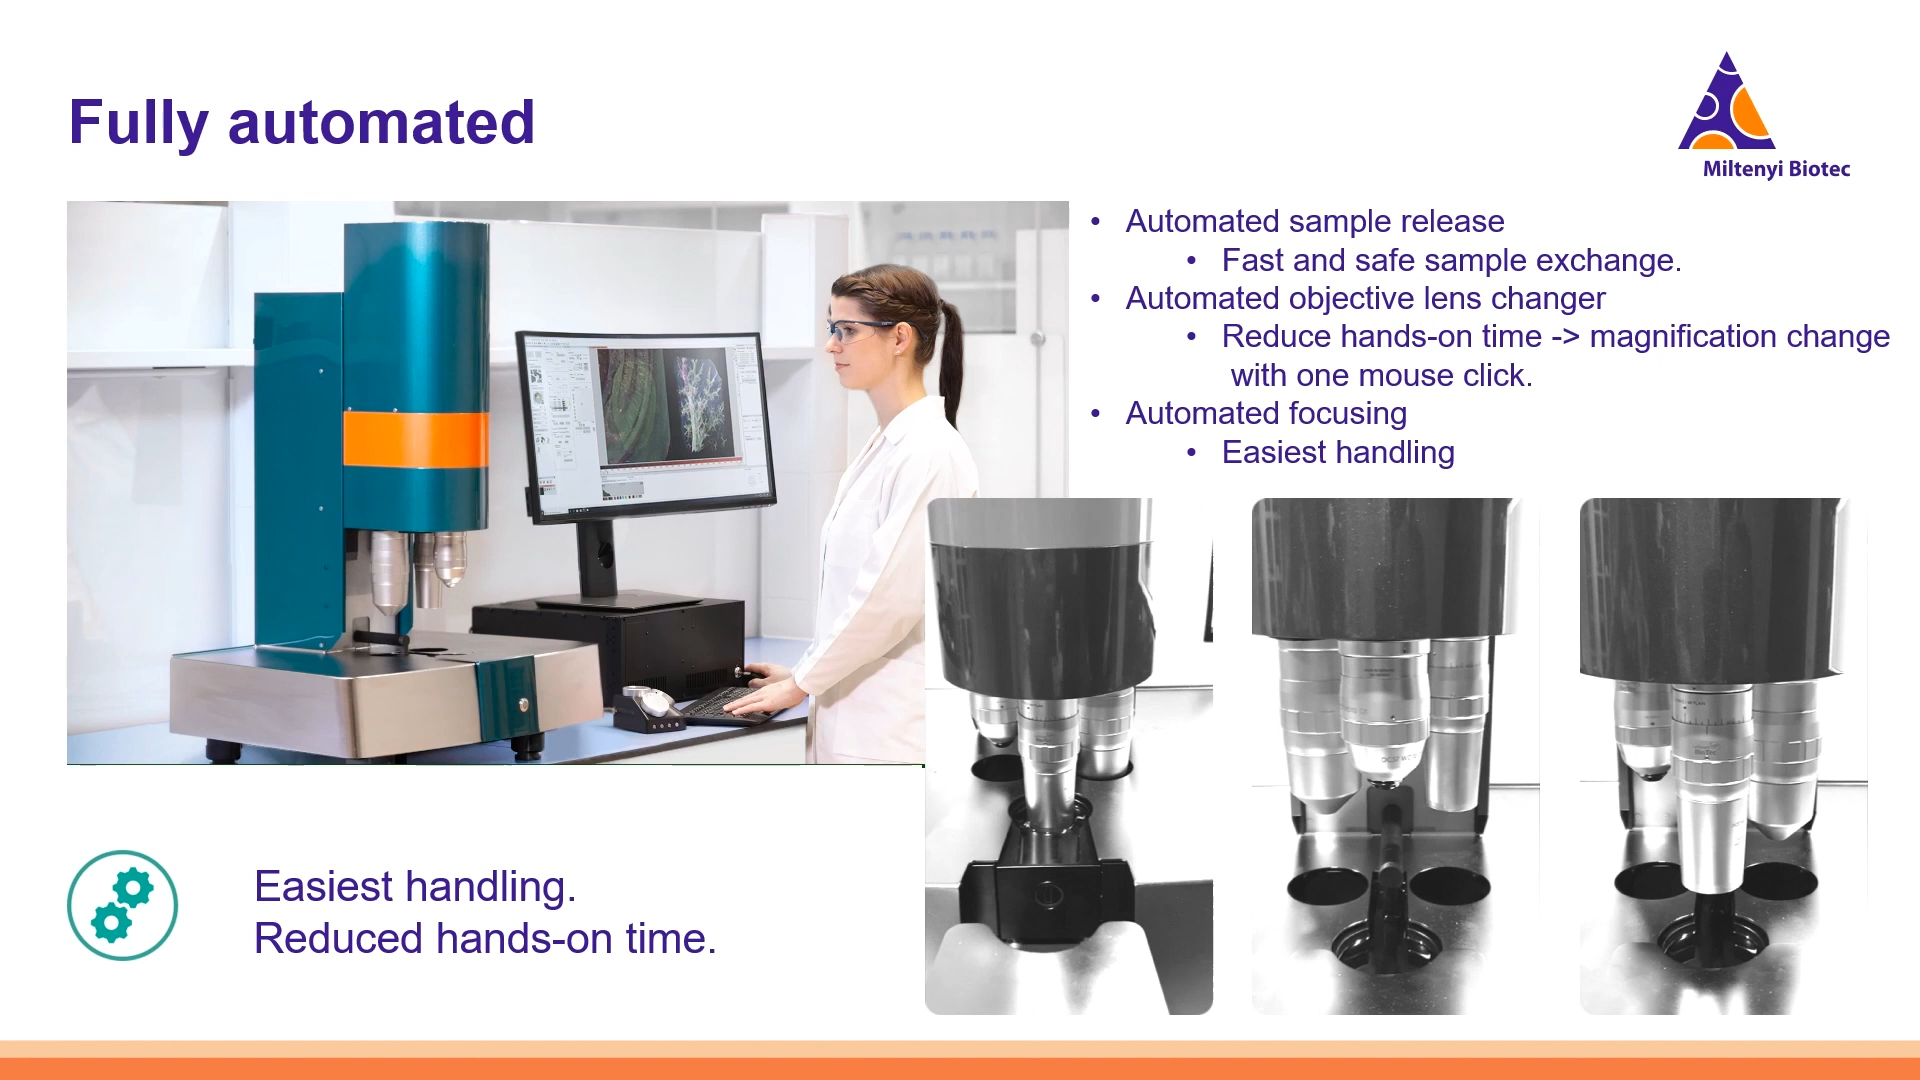 Fully automated
Miltenyi Biotec
• Automated sample release
• Fast and safe sample exchange.
• Automated objective lens changer
• Reduce hands-on time -> magnification change
with one mouse click.
• Automated focusing
• Easiest handling
Easiest handling.
Reduced hands-on time.